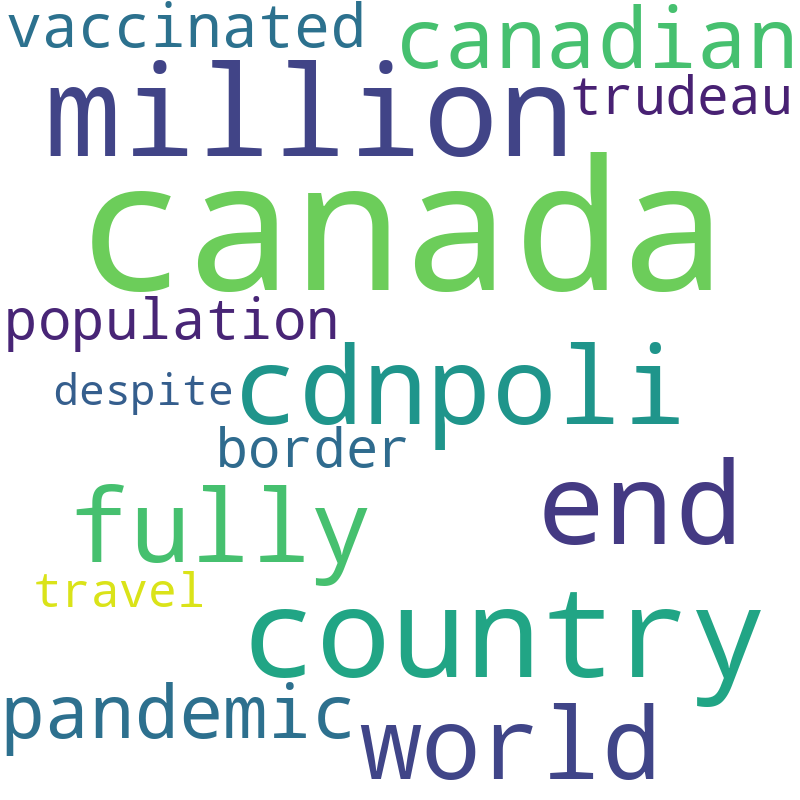 vaccinated canadian
million trudeau
canada
population
cdnpoli
despite
border
fully end
travel
country
pandemic world